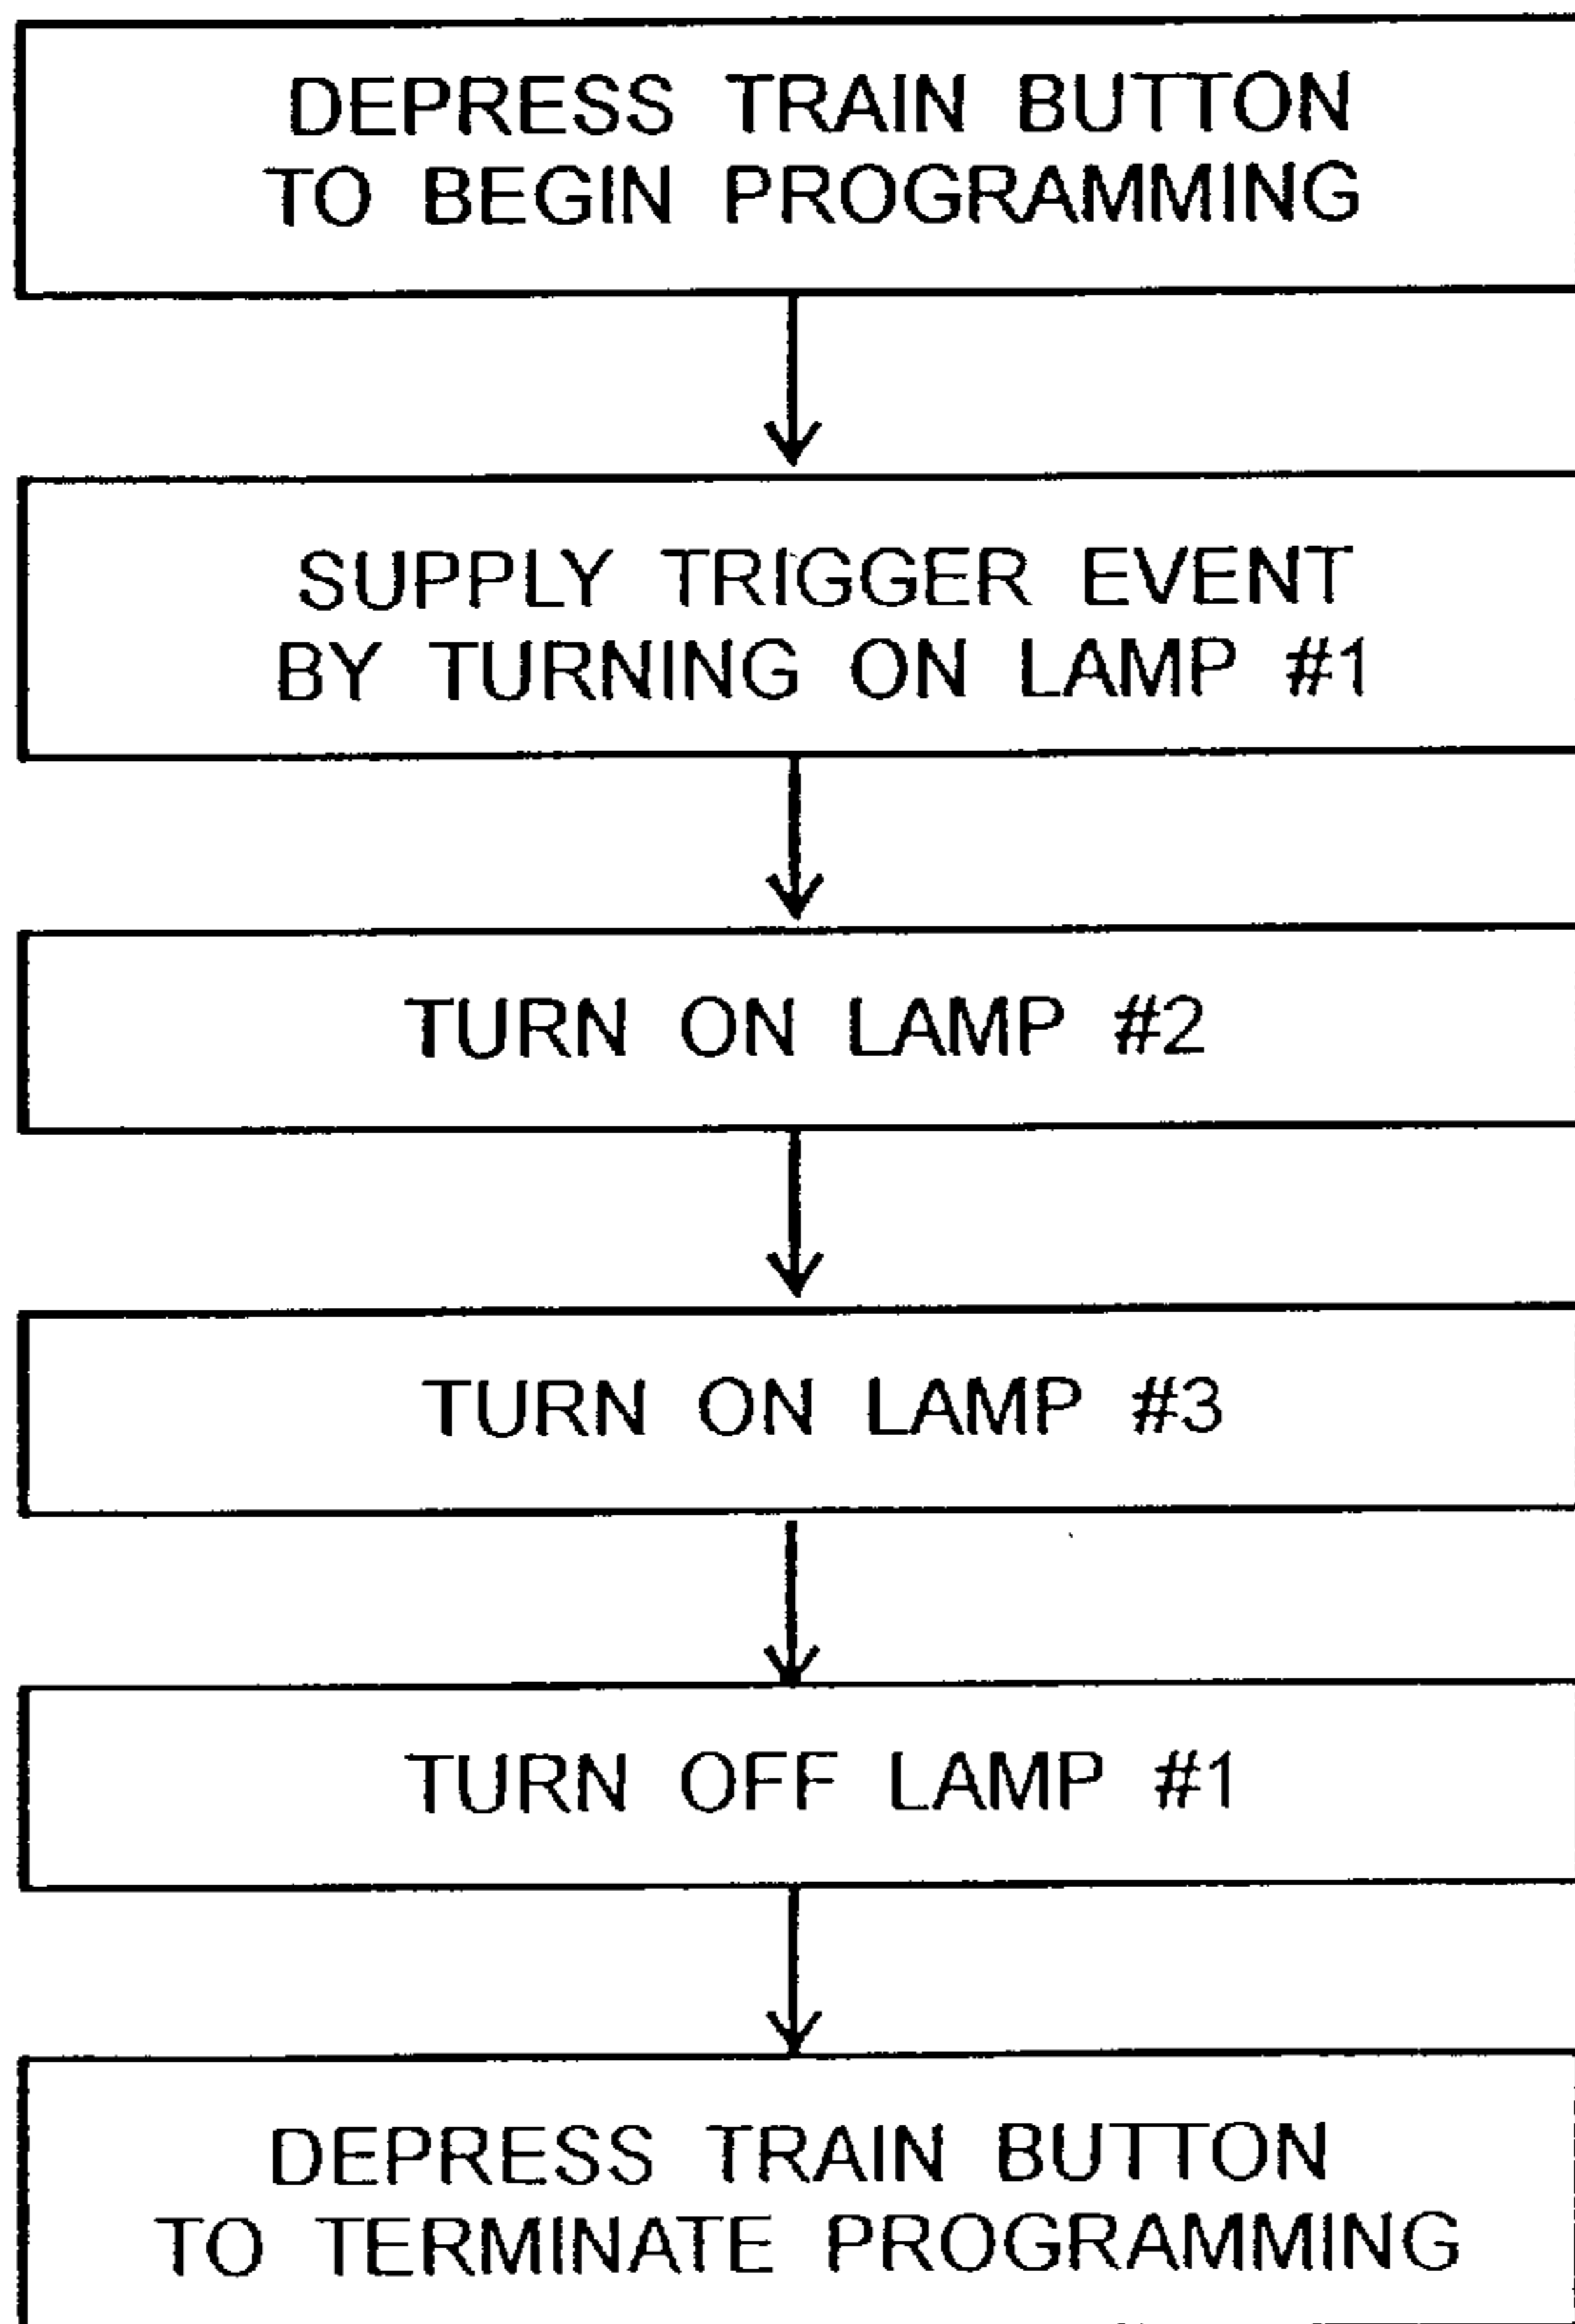 DEPRESS TRAIN BUTTON
TO BEGIN PROGRAMMING
SUPPLY TRIGGER EVENT
BY TURNING ON LAMP #1
TURN ON LAMP #2
TURN ON LAMP #3
TURN OFF LAMP #1
DEPRESS TRAIN BUTTON
TO TERMINATE PROGRAMMING